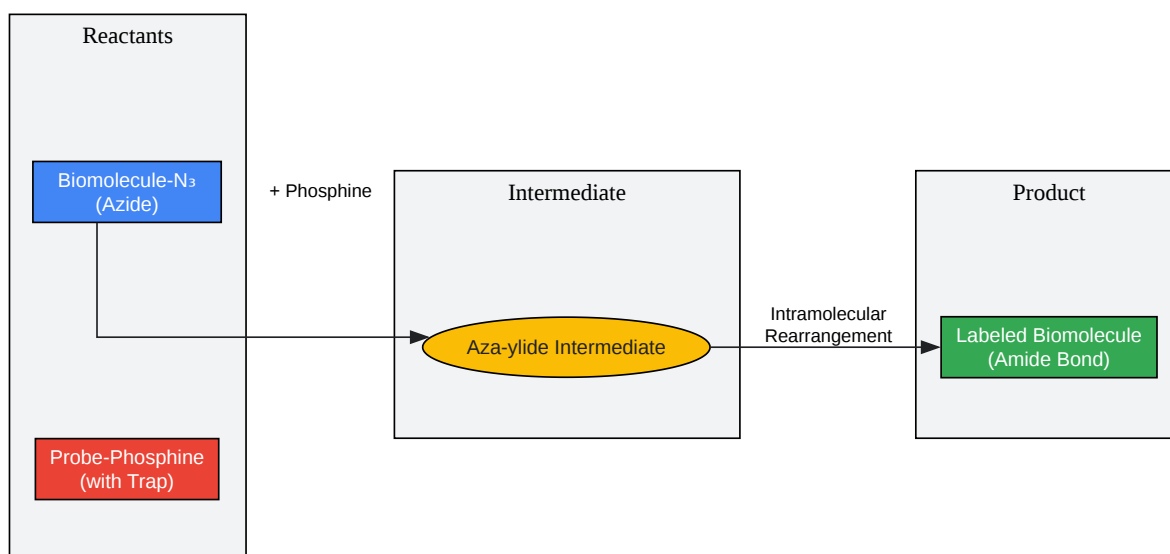 Reactants
Biomolecule-N₃
(Azide)
Probe-Phosphine
(with Trap)
+ Phosphine
Intermediate
Aza-ylide Intermediate
Intramolecular
Rearrangement
Product
Labeled Biomolecule
(Amide Bond)